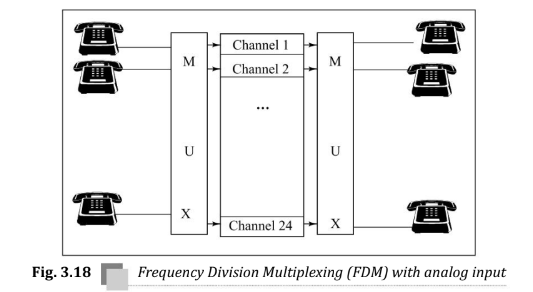 Channel 1
M
M
Channel 2
...
U
U
X
X
Channel 24
Fig. 3.18 Frequency Division Multiplexing (FDM) with analog input